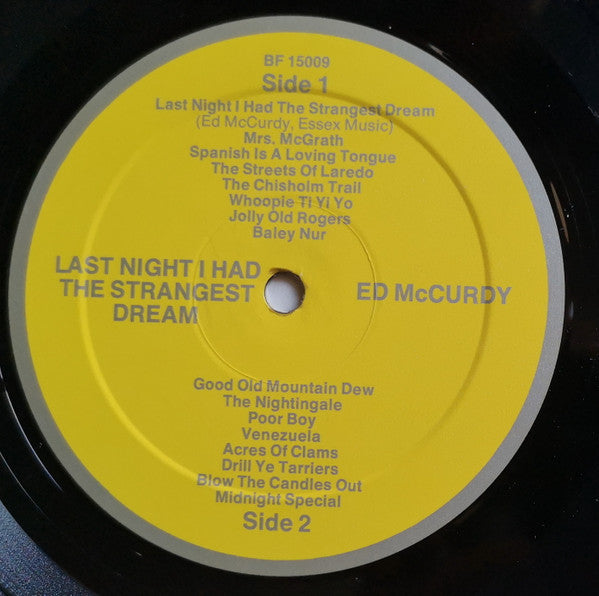 BF 15009
Side 1
Last Night I Had The Strangest Dream
(Ed McCurdy, Essex Music)
Mrs. McGrath
Spanish Is A Loving Tongue
The Streets Of Laredo
The Chisholm Trail
Whoopie Ti Yi Yo
Jolly Old Rogers
Baley Nur
LAST NIGHT I HAD
THE STRANGEST
DREAM
ED McCURDY
Good Old Mountain Dew
The Nightingale
Poor Boy
Venezuela
Acres Of Clams
Drill Ye Tarriers
Blow The Candles Out
Midnight Special
Side 2